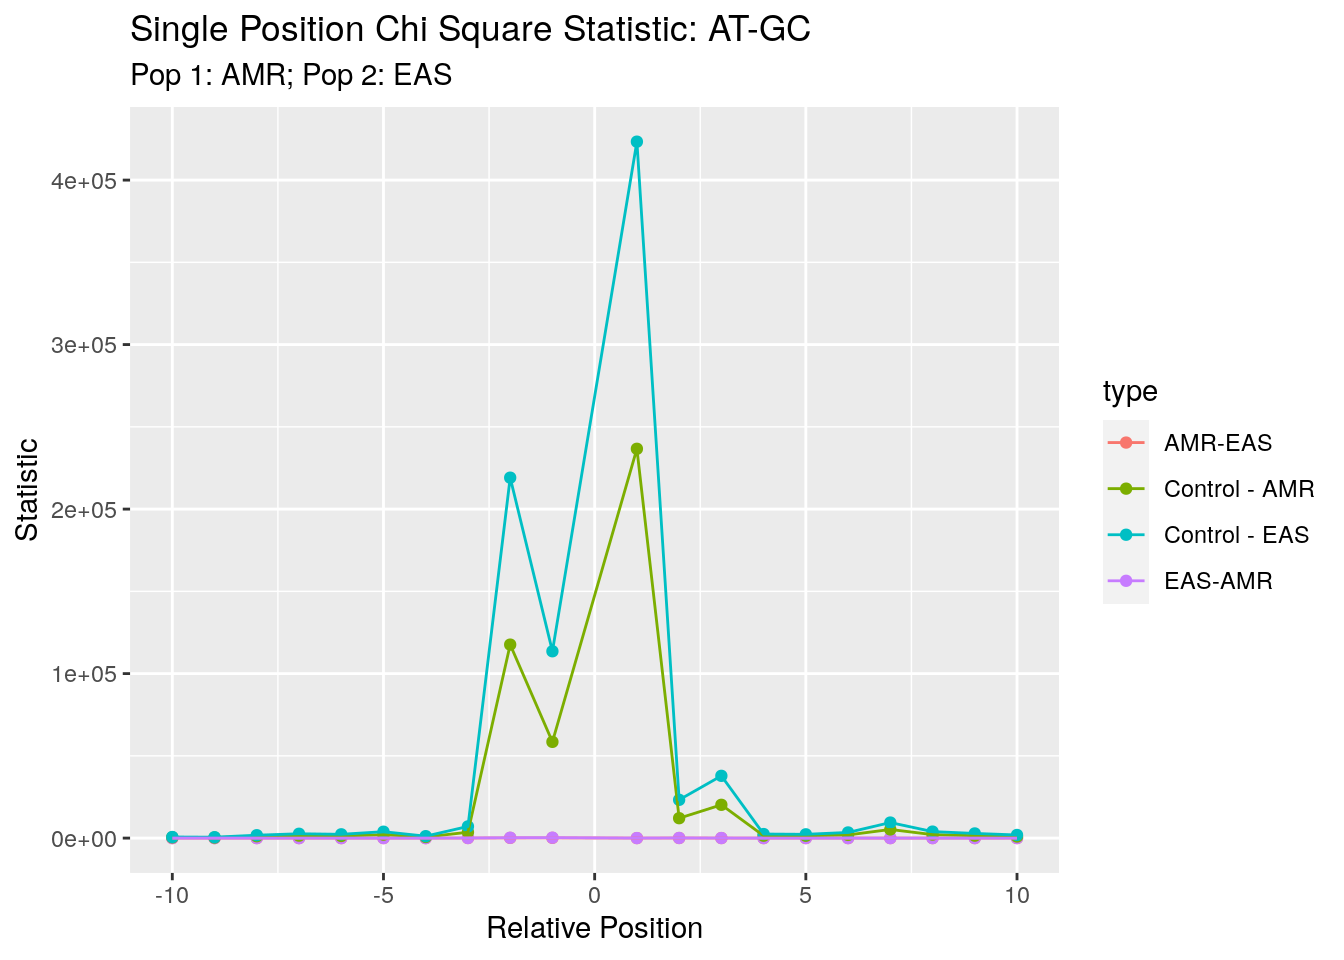 Single Position Chi Square Statistic: AT-GC
Pop 1: AMR; Pop 2: EAS
4e+05
3e+05
2e+05
1e+05
0e+00
Statistic
-10
-5
0
5
10
Relative Position
type
AMR-EAS
Control - AMR
Control - EAS
EAS-AMR